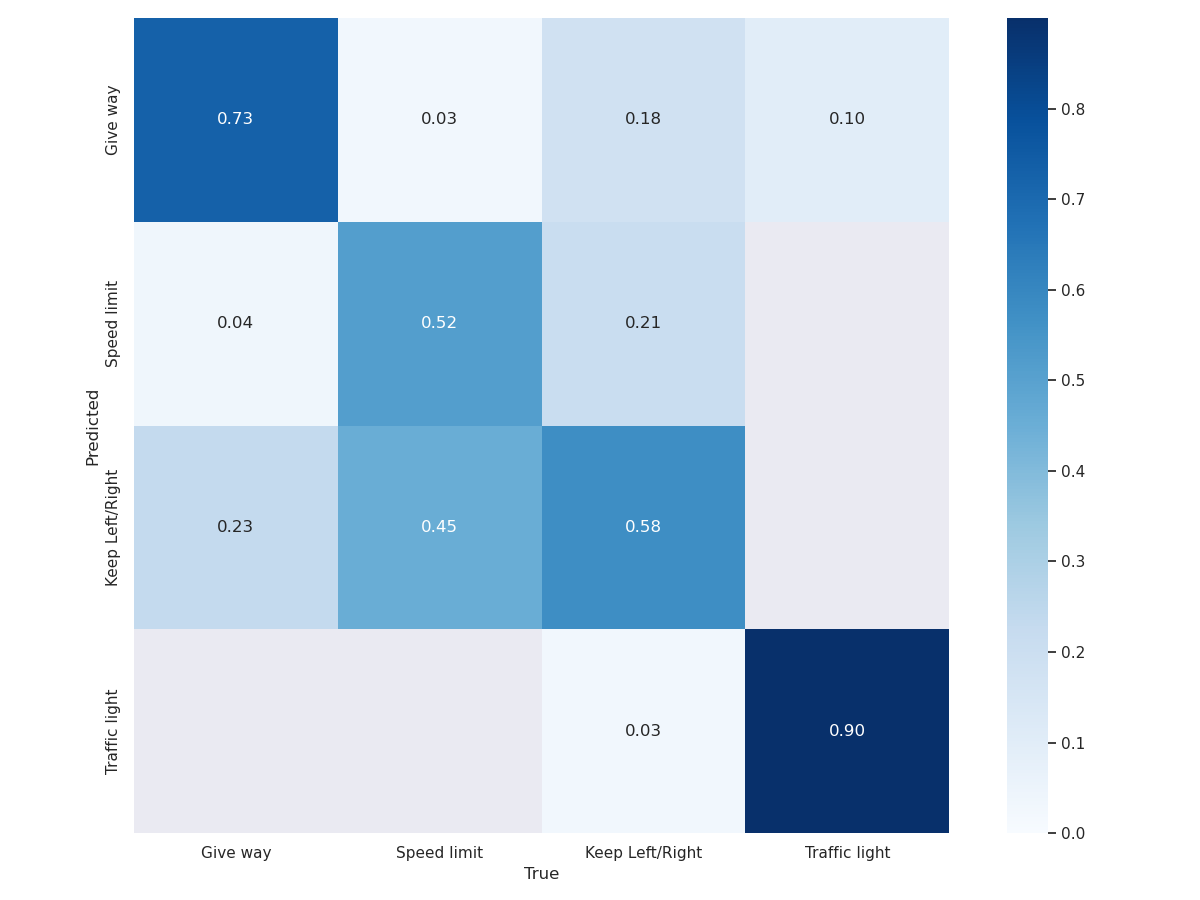 Give way
0.73
0.03
0.18
0.10
Speed limit
0.04
0.52
0.21
Keep Left/Right
0.23
0.45
0.58
Traffic light
0.03
0.90
Predicted
Give way
Speed limit
Keep Left/Right
Traffic light
True
0.8
0.7
0.6
0.5
0.4
0.3
0.2
0.1
0.0